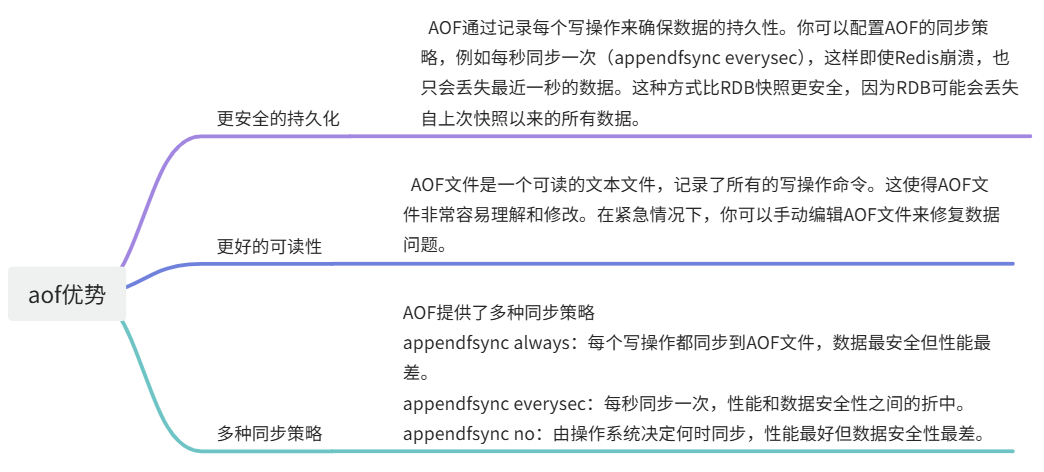 aof优势
更安全的持久化
AOF通过记录每个写操作来确保数据的持久性。你可以配置AOF的同步策
略，例如每秒同步一次（appendfsync everysec），这样即使Redis崩溃，也
只会丢失最近一秒的数据。这种方式比RDB快照更安全，因为RDB可能会丢失
自上次快照以来的所有数据。
更好的可读性
AOF文件是一个可读的文本文件，记录了所有的写操作命令。这使得AOF文
件非常容易理解和修改。在紧急情况下，你可以手动编辑AOF文件来修复数据
问题。
多种同步策略
AOF提供了多种同步策略
appendfsync always：每个写操作都同步到AOF文件，数据最安全但性能最
差。
appendfsync everysec：每秒同步一次，性能和数据安全性之间的折中。
appendfsync no：由操作系统决定何时同步，性能最好但数据安全性最差。